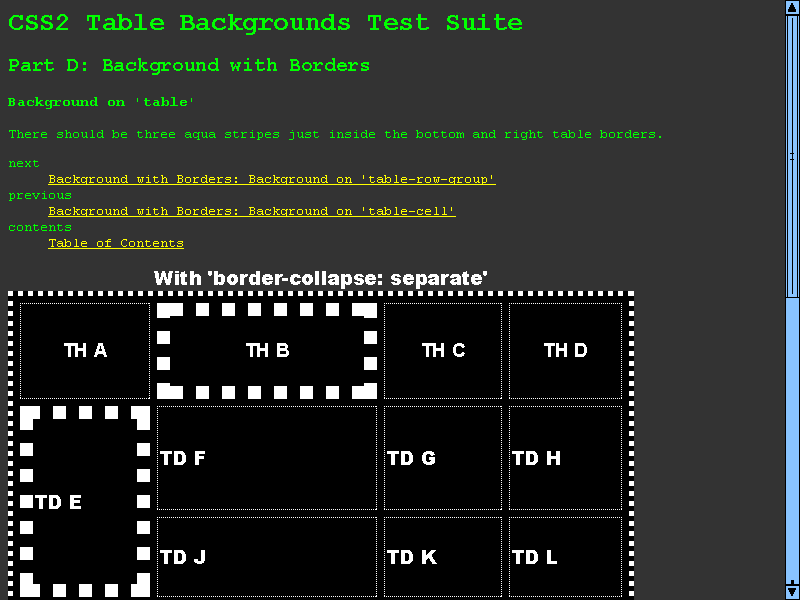 CSS2 Table Backgrounds Test Suite
Part D: Background with Borders
Background on 'table'
There should be three aqua stripes just inside the bottom and right table borders.
next
Background with Borders: Background on 'table-row-group'
previous
Background with Borders: Background on 'table-cell'
contents
Table of Contents
With 'border-collapse: separate'
TH A TH B TH C TH D
TD F TD G TD H
TD E
TD J TD K TD L